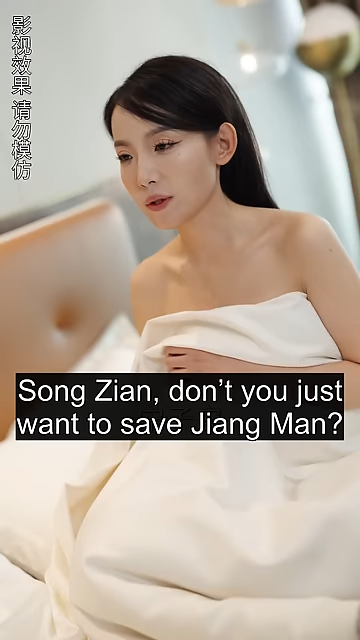 影视效果 请勿模仿
Song Zian, don't you just
want to save Jiang Man?